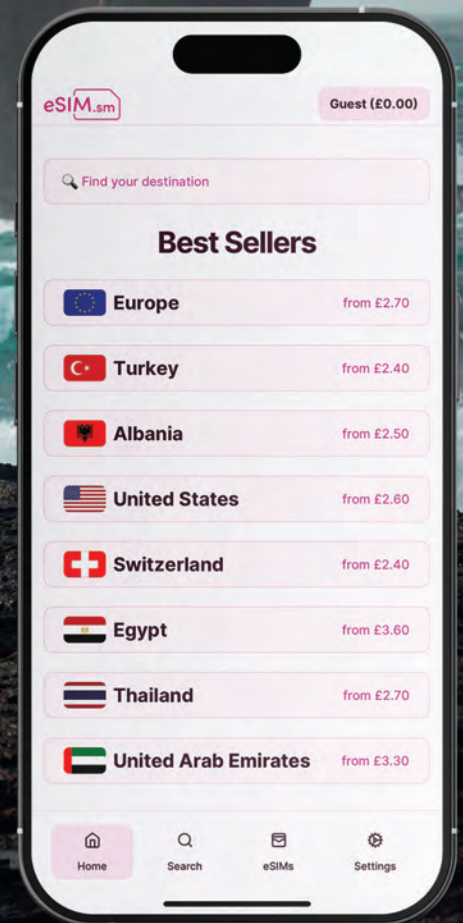 eSIM.sm
Guest (£0.00)
Find your destination
Best Sellers
Europe from £2.70
Turkey from £2.40
Albania from £2.50
United States from £2.60
Switzerland from £2.40
Egypt from £3.60
Thailand from £2.70
United Arab Emirates from £3.30
Home Search eSIMs Settings